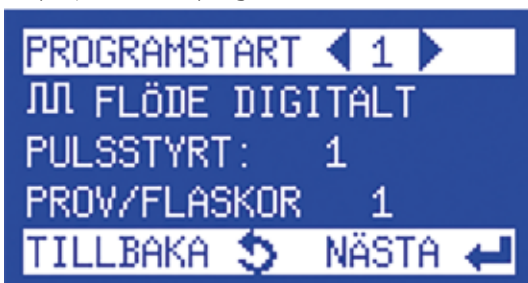 PROGRAMSTART 1
FLÖDE DIGITALT
PULSSTYRT: 1
PROV/FLASKOR 1
TILLBAKA NÄSTA